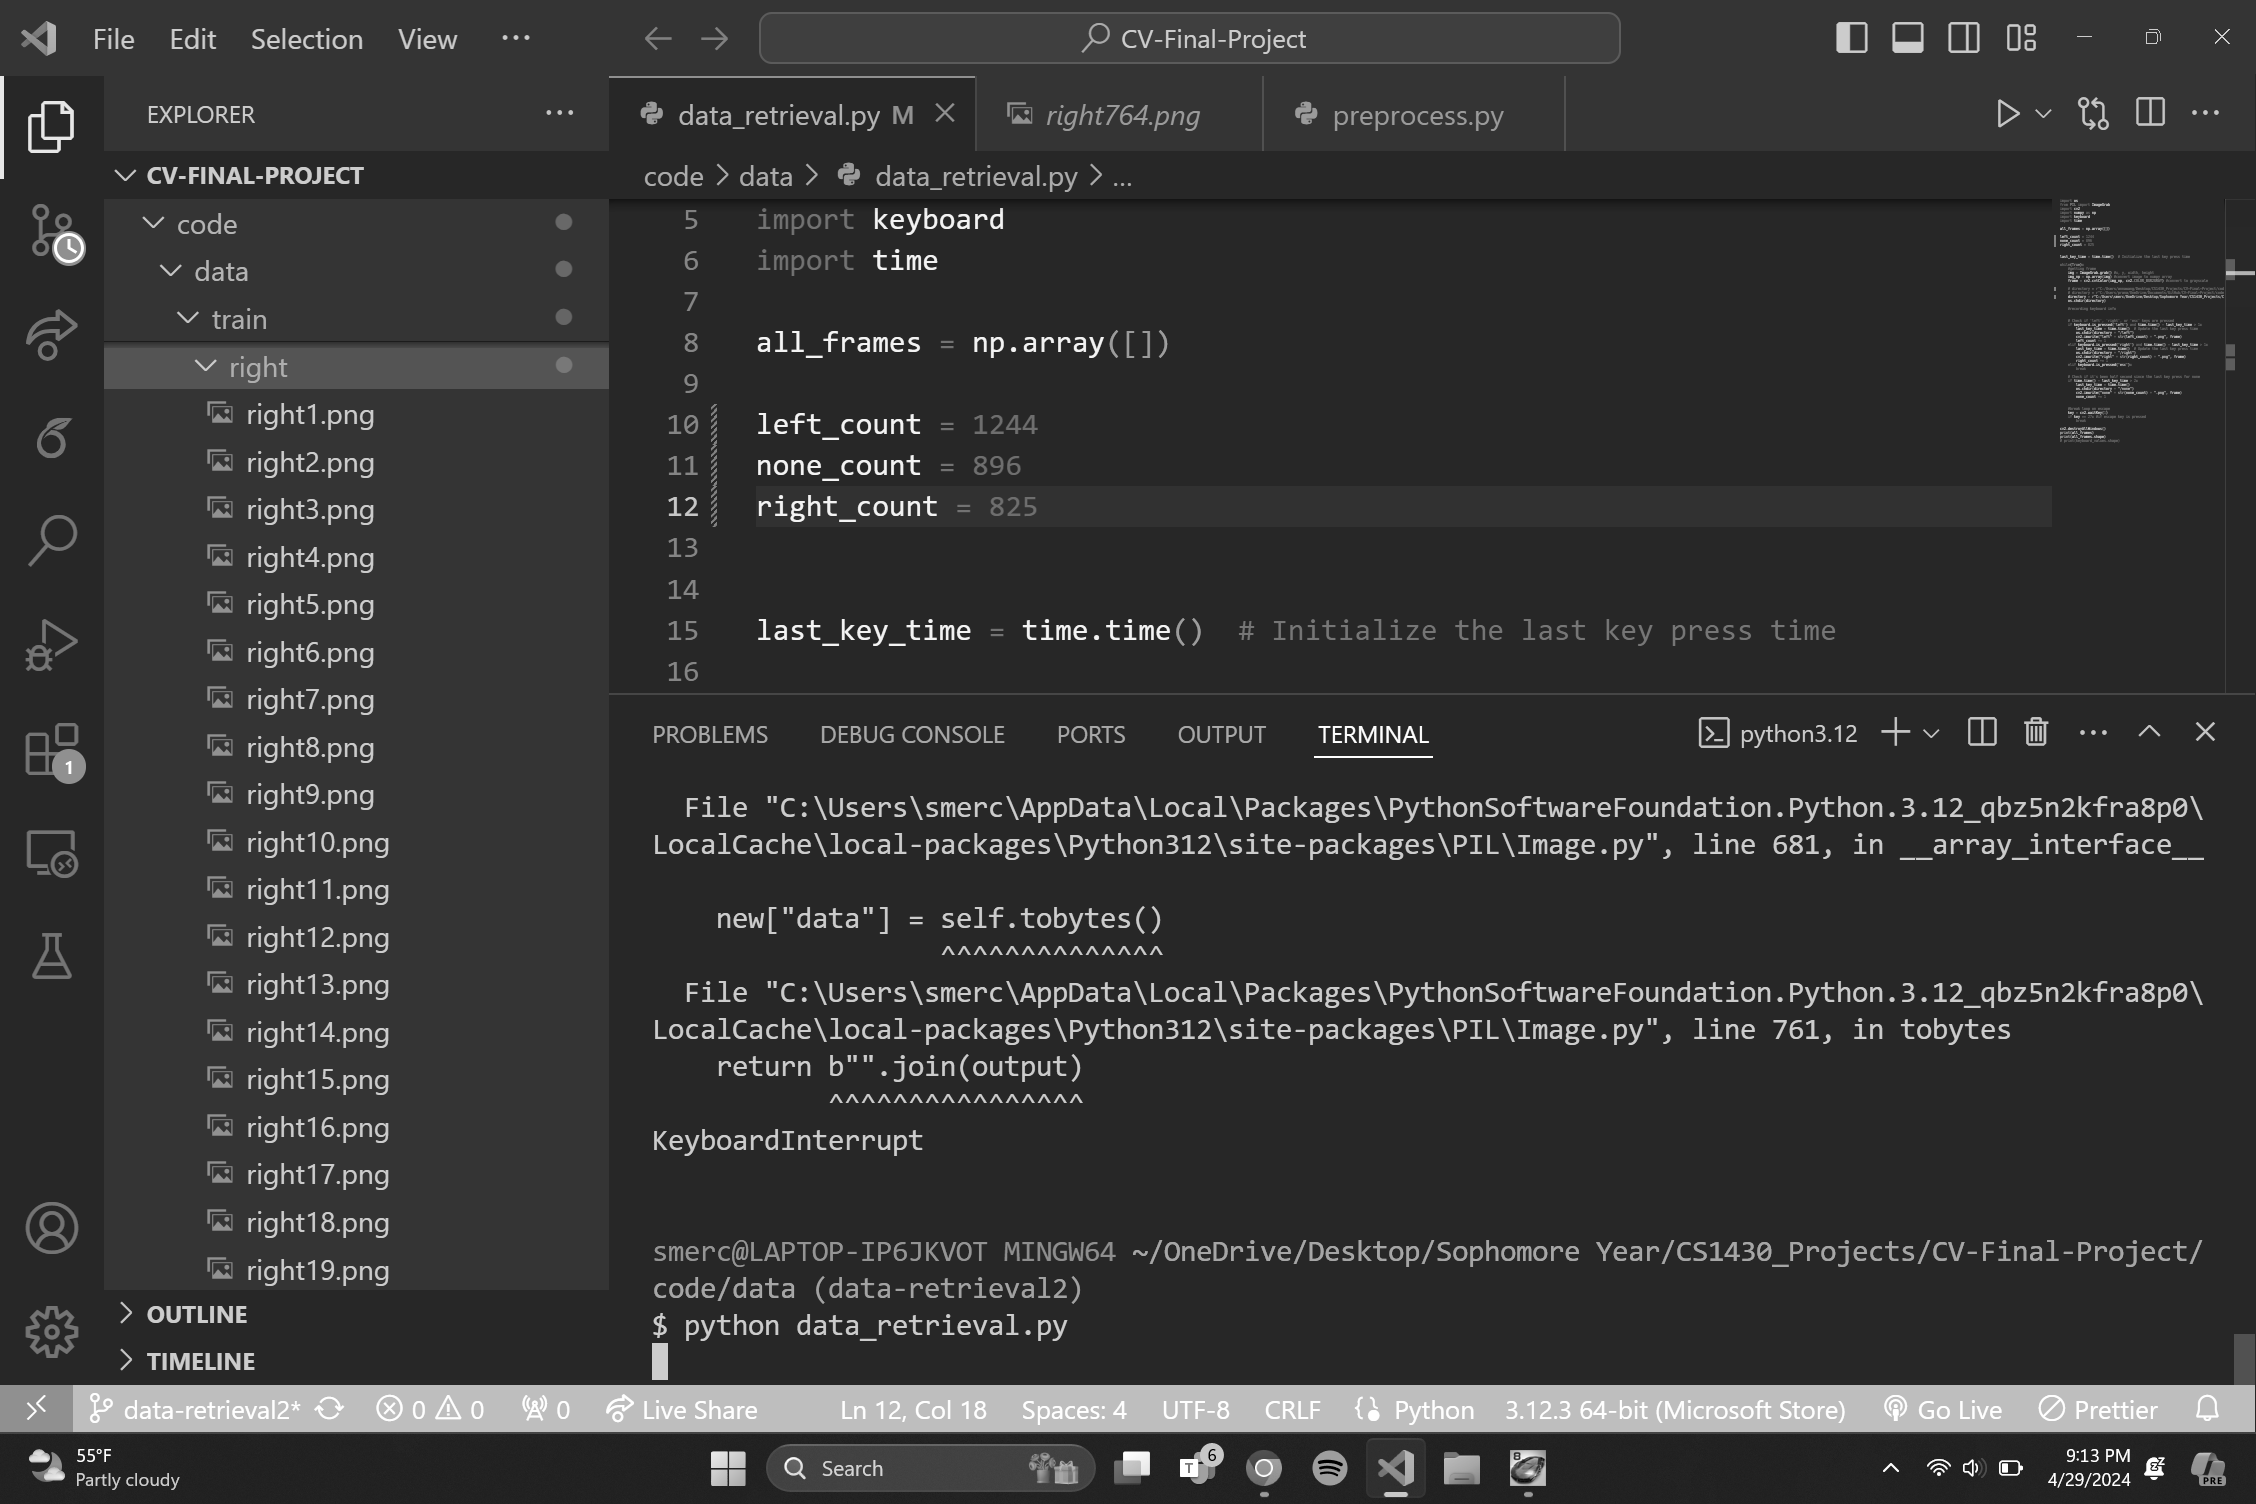 File Edit Selection View ···
CV-Final-Project
EXPLORER
data_retrieval.py M
right764.png
preprocess.py
CV-FINAL-PROJECT
code > data > data_retrieval.py > ...
code
data
train
right
right1.png
right2.png
right3.png
right4.png
right5.png
right6.png
right7.png
right8.png
right9.png
right10.png
right11.png
right12.png
right13.png
right14.png
right15.png
right16.png
right17.png
right18.png
right19.png
OUTLINE
TIMELINE
1
5 import keyboard
6 import time
7
8 all_frames = np.array([])
9
10 left_count = 1244
11 none_count = 896
12 right_count = 825
13
14
15 last_key_time = time.time()  # Initialize the last key press time
16
PROBLEMS DEBUG CONSOLE PORTS OUTPUT TERMINAL
python3.12
File "C:\Users\smerc\AppData\Local\Packages\PythonSoftwareFoundation.Python.3.12_qbz5n2kfra8p0\
LocalCache\local-packages\Python312\site-packages\PIL\Image.py", line 681, in __array_interface__
new["data"] = self.tobytes()
^^^^^^^^^^^^^^
File "C:\Users\smerc\AppData\Local\Packages\PythonSoftwareFoundation.Python.3.12_qbz5n2kfra8p0\
LocalCache\local-packages\Python312\site-packages\PIL\Image.py", line 761, in tobytes
return b"".join(output)
^^^^^^^^^^^^^^^^
KeyboardInterrupt
smerc@LAPTOP-IP6JKVOT MINGW64 ~/OneDrive/Desktop/Sophomore Year/CS1430_Projects/CV-Final-Project/
code/data (data-retrieval2)
$ python data_retrieval.py
data-retrieval2* 0 0 0 Live Share Ln 12, Col 18 Spaces: 4 UTF-8 CRLF Python 3.12.3 64-bit (Microsoft Store) Go Live Prettier
55°F
Partly cloudy
Search
T 6
8
9:13 PM
4/29/2024
PRE